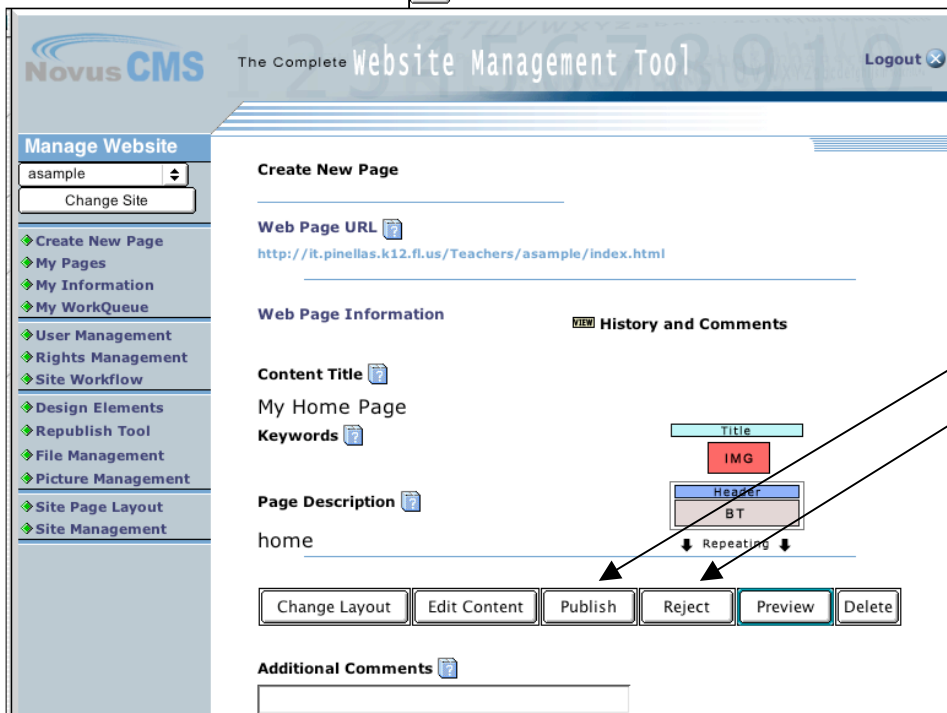 Novus CMS
The Complete Website Management Tool
Logout
Manage Website
asample
Change Site
Create New Page
My Pages
My Information
My WorkQueue
User Management
Rights Management
Site Workflow
Design Elements
Republish Tool
File Management
Picture Management
Site Page Layout
Site Management
Create New Page
Web Page URL
http://it.pinellas.k12.fl.us/Teachers/asample/index.html
Web Page Information
VIEW History and Comments
Content Title
My Home Page
Keywords
Title
IMG
Header
BT
Repeating
Page Description
home
Change Layout Edit Content Publish Reject Preview Delete
Additional Comments